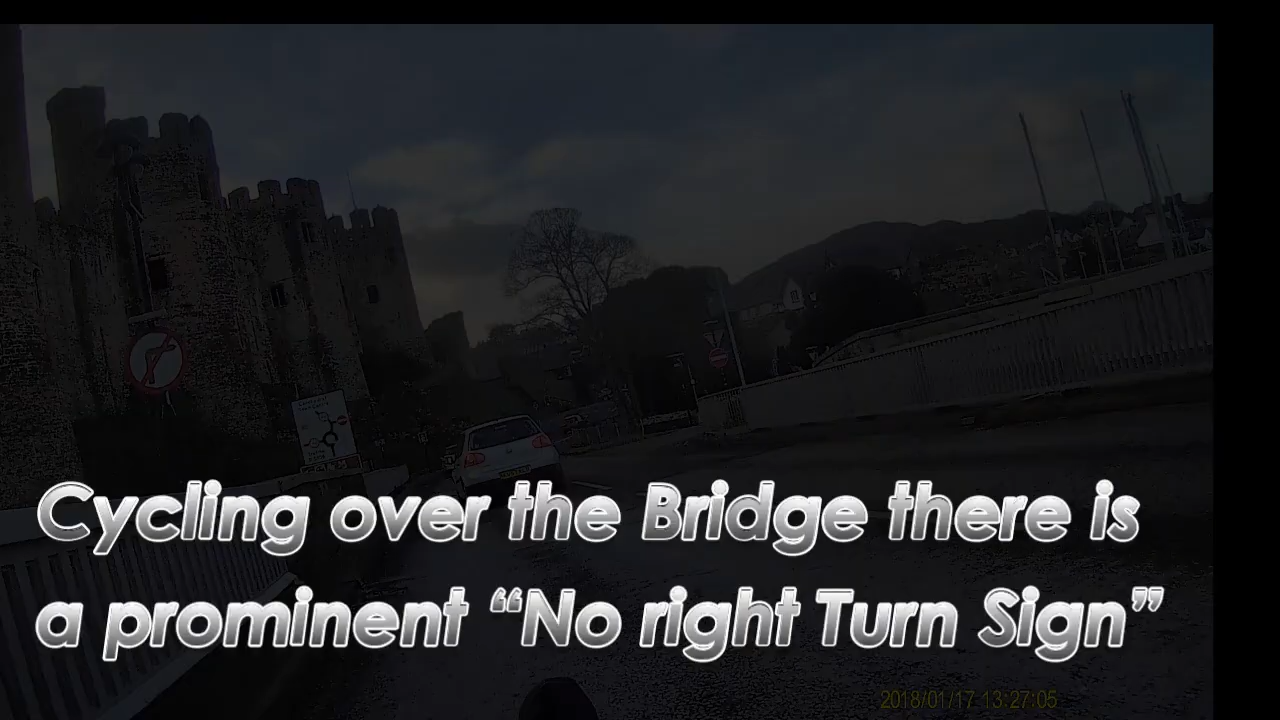 Cycling over the Bridge there is
a prominent “No right Turn Sign”
2018/01/17 13:27:05